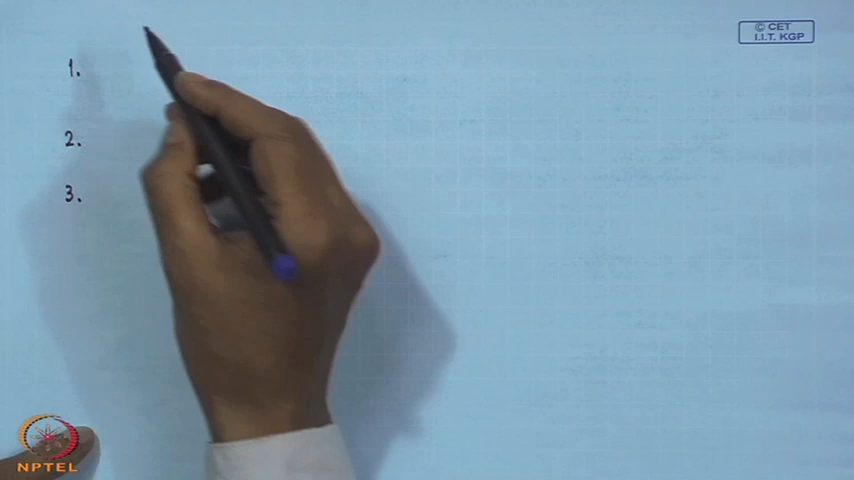 © CET
I.I.T. KGP
1.
2.
3.
NPTEL